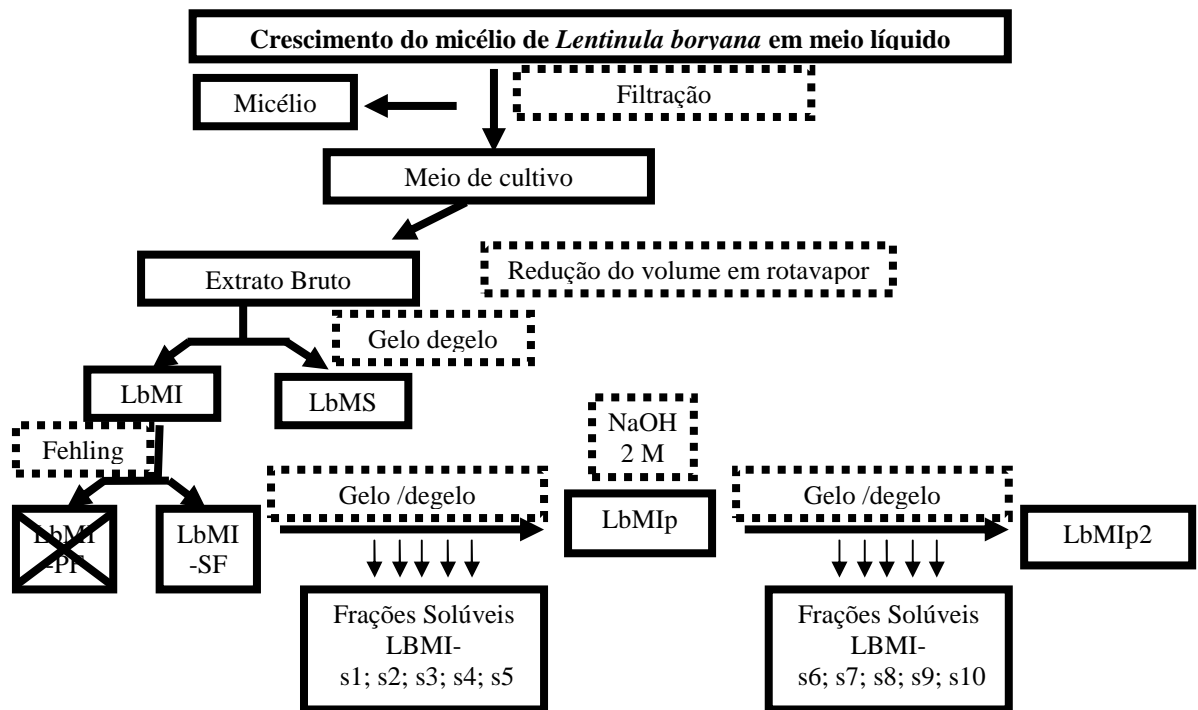 Crescimento do micélio de Lentinula boryana em meio líquido
Filtração
Micélio
Meio de cultivo
Extrato Bruto
Redução do volume em rotavapor
Gelo degelo
LbMI
LbMS
Fehling
NaOH
2 M
Gelo /degelo
LbMIp
Gelo /degelo
LbMIp2
LbMI
-PF
LbMI
-SF
Frações Solúveis
LBMI-
s1; s2; s3; s4; s5
Frações Solúveis
LBMI-
s6; s7; s8; s9; s10